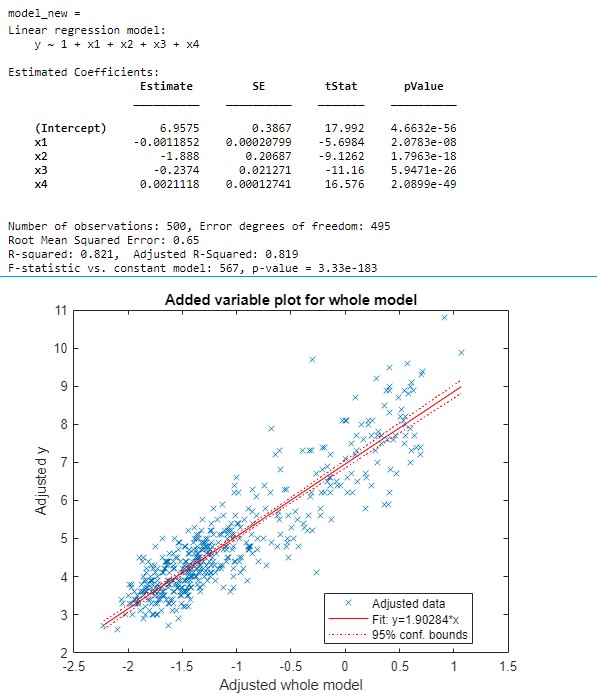 model_new =
Linear regression model:
y ~ 1 + x1 + x2 + x3 + x4
Estimated Coefficients:
Estimate SE tStat pValue
(Intercept) 6.9575 0.3867 17.992 4.6632e-56
x1 -0.0011852 0.00020799 -5.6984 2.0783e-08
x2 -1.888 0.20687 -9.1262 1.7963e-18
x3 -0.2374 0.021271 -11.16 5.9471e-26
x4 0.0021118 0.00012741 16.576 2.0899e-49
Number of observations: 500, Error degrees of freedom: 495
Root Mean Squared Error: 0.65
R-squared: 0.821, Adjusted R-Squared: 0.819
F-statistic vs. constant model: 567, p-value = 3.33e-183
Added variable plot for whole model
11
10
9
8
7
6
5
4
3
2
Adjusted y
Adjusted data
Fit: y=1.90284*x
95% conf. bounds
-2.5 -2 -1.5 -1 -0.5 0 0.5 1 1.5
Adjusted whole model